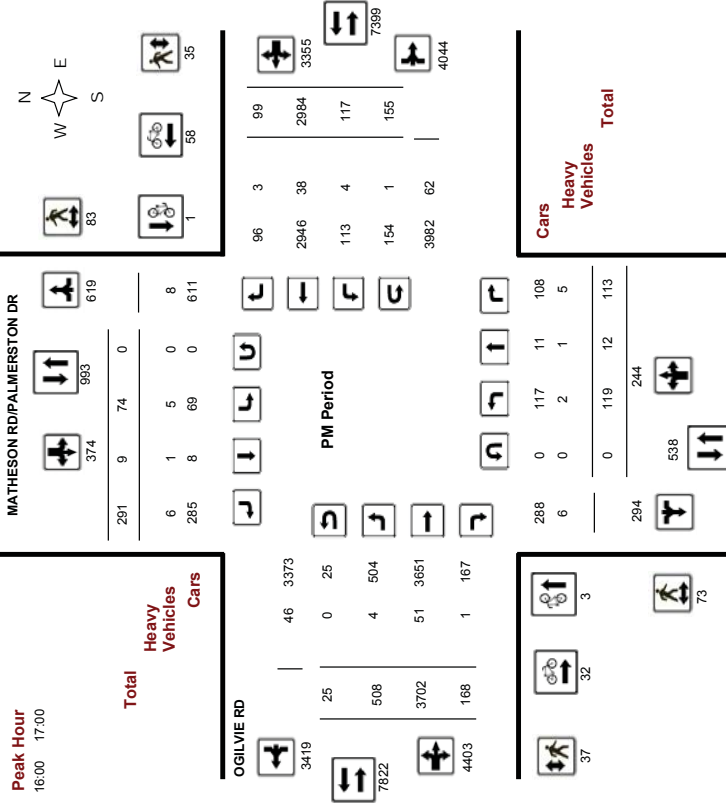 Peak Hour
16:00 17:00
MATHESON RD/PALMERSTON DR
N
W E
S
374
993
619
83
1
58
35
Total
291 9 74 0
Heavy Vehicles
6 1 5 0 8
Cars
285 8 69 0 611
OGILVIE RD
3419
7822
4403
46 3373
25 0 25
508 4 504
3702 51 3651
168 1 167
PM Period
96 3 99
2946 38 2984
113 4 117
154 1 155
3982 62
3355
7399
4044
288 0 117 11 108
Cars
6 0 2 1 5
Heavy Vehicles
0 119 12 113
Total
294
538
244
37
32
3
73